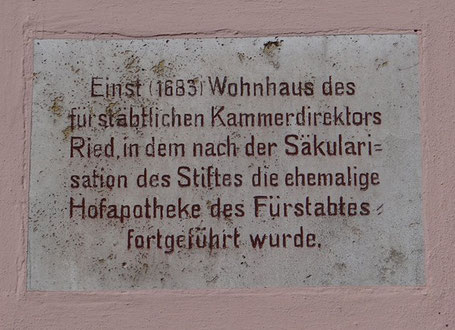 Einst (1683) Wohnhaus des
fürstäbtlichen Kammerdirektors
Ried, in dem nach der Säkulari=
sation des Stiftes die ehemalige
Hofapotheke des Fürstabtes
fortgeführt wurde.